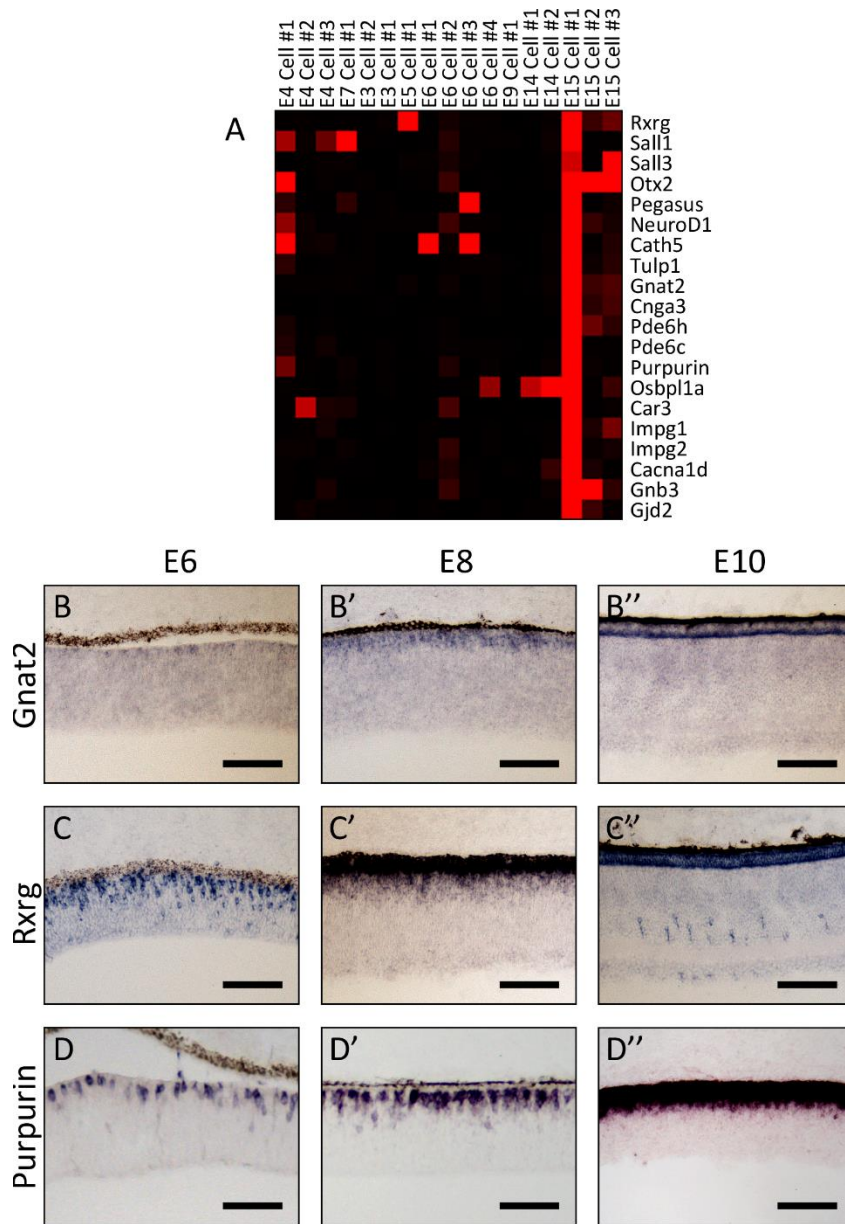 E4 Cell #1
E4 Cell #2
E4 Cell #3
E7 Cell #1
E3 Cell #2
E3 Cell #1
E5 Cell #1
E6 Cell #1
E6 Cell #2
E6 Cell #3
E6 Cell #4
E9 Cell #1
E14 Cell #1
E14 Cell #2
E15 Cell #1
E15 Cell #2
E15 Cell #3
A
Rxrg
Sall1
Sall3
Otx2
Pegasus
NeuroD1
Cath5
Tulp1
Gnat2
Cnga3
Pde6h
Pde6c
Purpurin
Osbpl1a
Car3
Impg1
Impg2
Cacna1d
Gnb3
Gjd2
E6 E8 E10
Gnat2
B B' B''
Rxrg
C C' C''
Purpurin
D D' D''